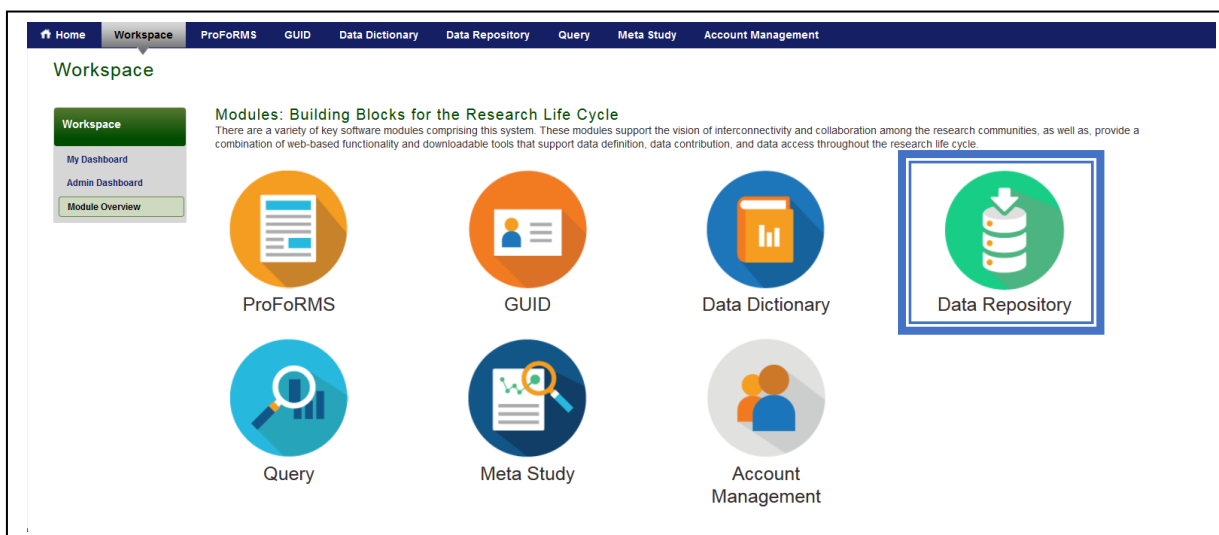 Home Workspace ProFoRMS GUID Data Dictionary Data Repository Query Meta Study Account Management
Workspace
Workspace
My Dashboard
Admin Dashboard
Module Overview
Modules: Building Blocks for the Research Life Cycle
There are a variety of key software modules comprising this system. These modules support the vision of interconnectivity and collaboration among the research communities, as well as, provide a
combination of web-based functionality and downloadable tools that support data definition, data contribution, and data access throughout the research life cycle.
ProFoRMS GUID Data Dictionary Data Repository
Query Meta Study Account
Management